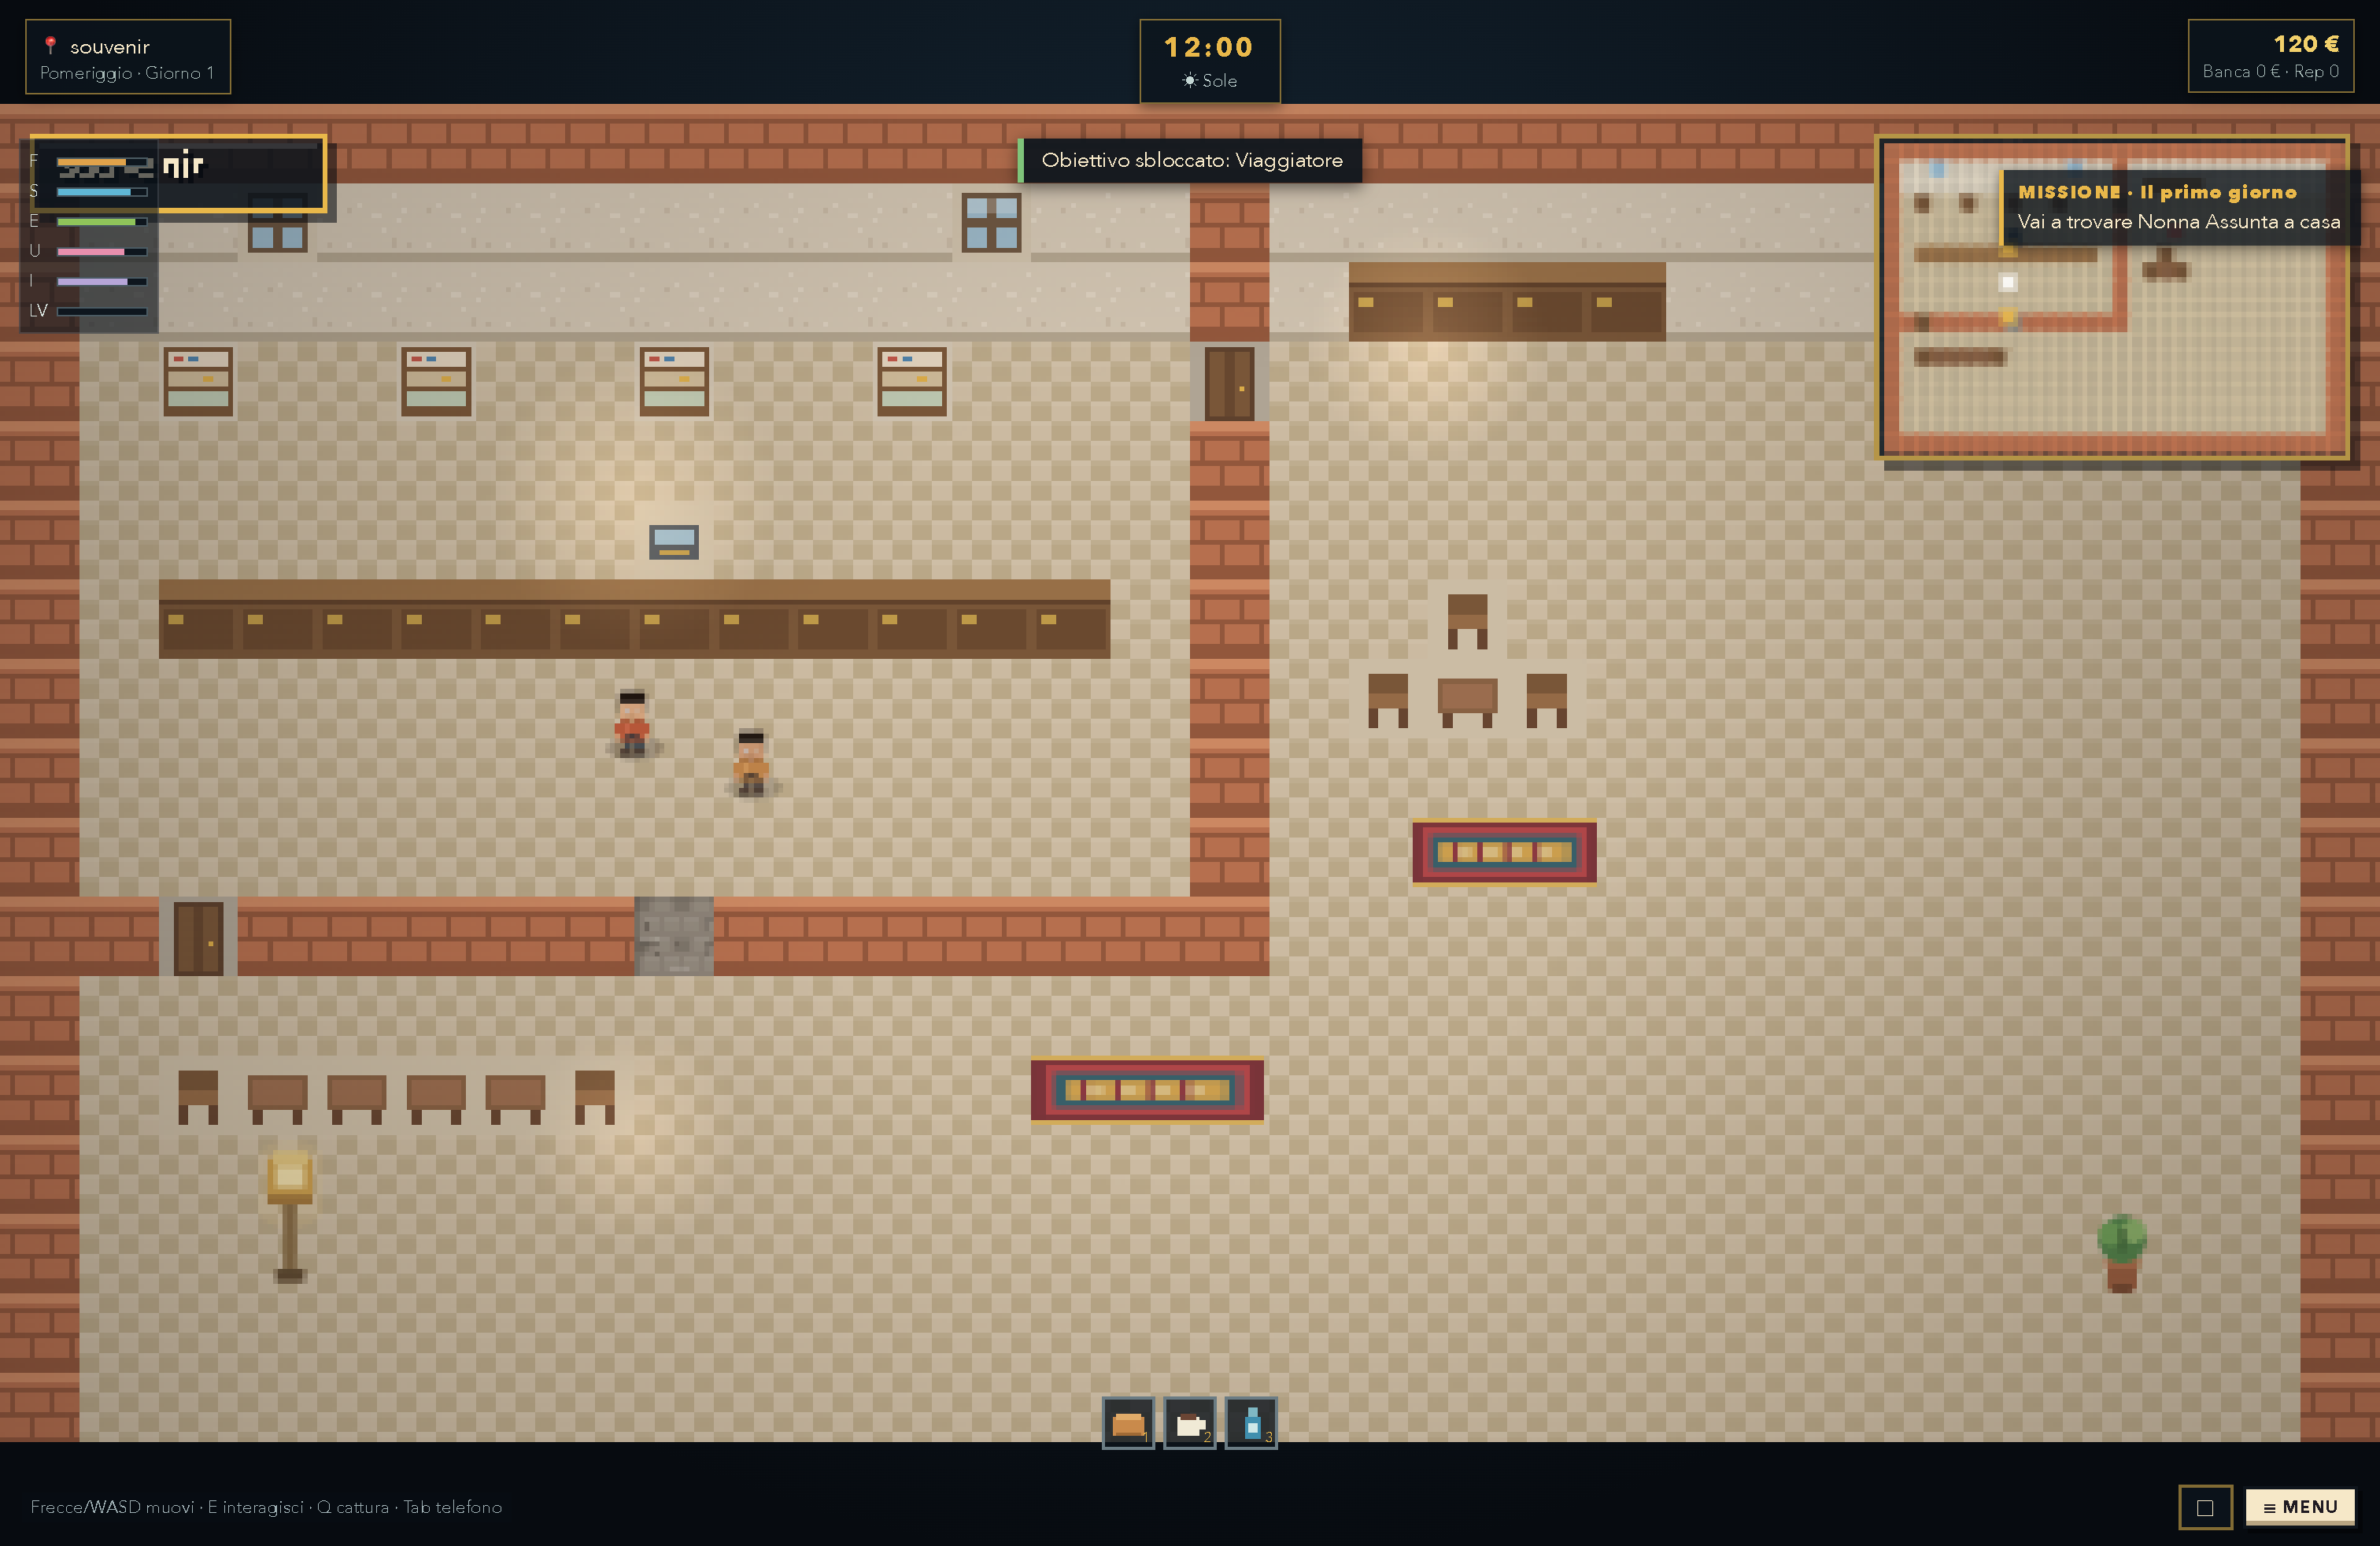 souvenir
Pomeriggio · Giorno 1
12:00
Sole
120 €
Banca 0 € · Rep 0
F
S
E
U
I
LV
nir
Obiettivo sbloccato: Viaggiatore
MISSIONE · Il primo giorno
Vai a trovare Nonna Assunta a casa
1
2
3
Frecce/WASD muovi · E interagisci · Q cattura · Tab telefono
≡ MENU